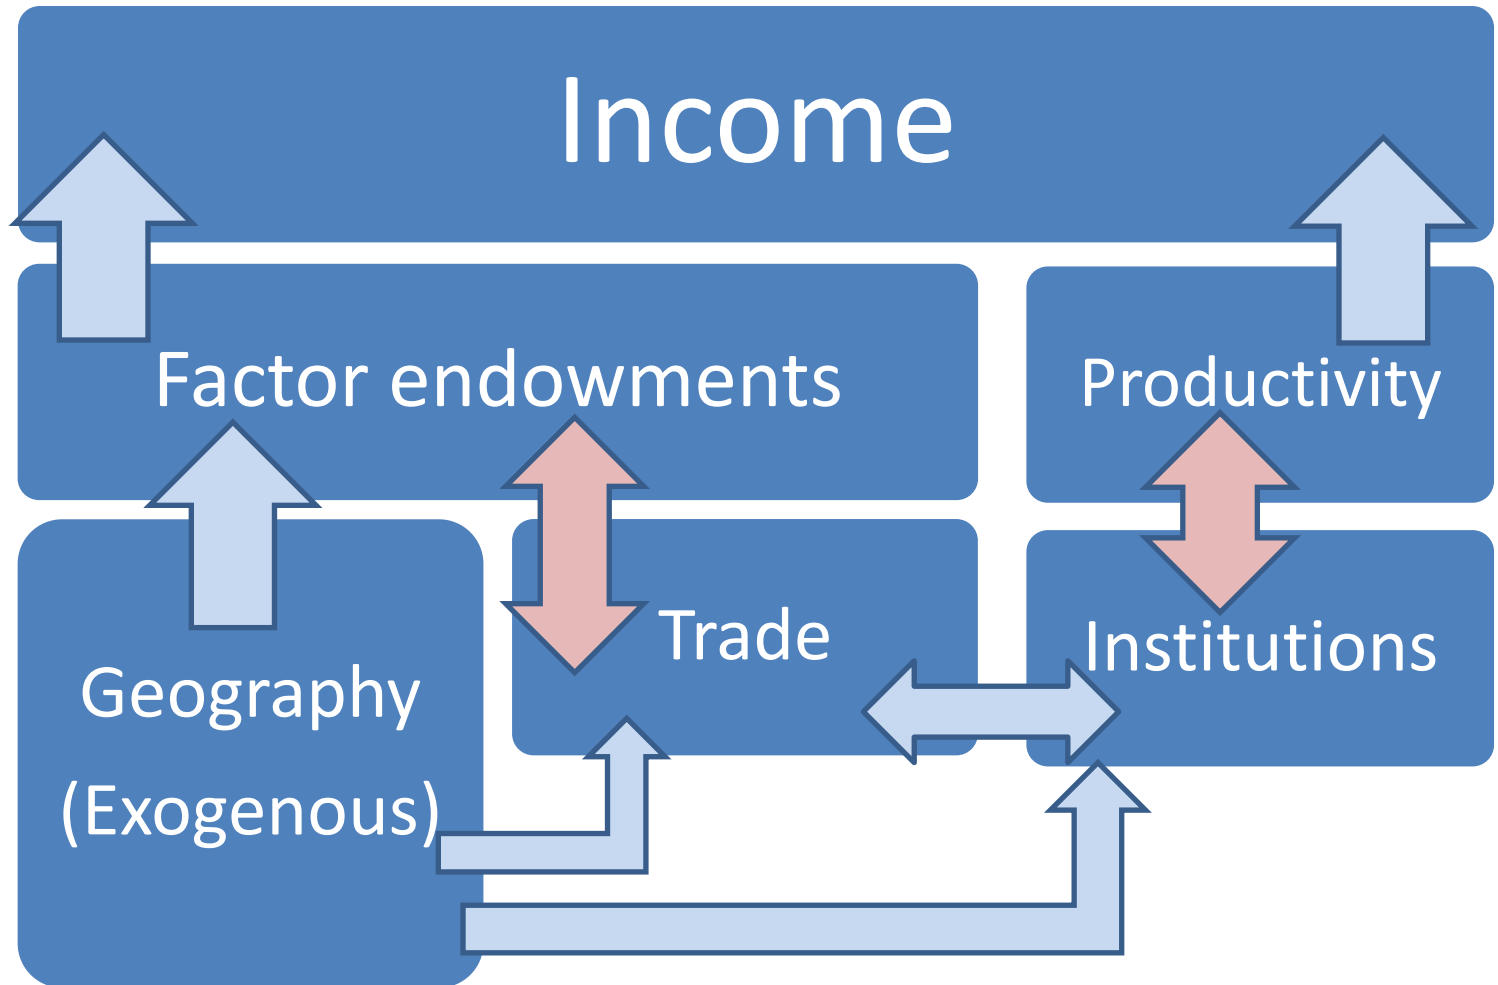 Income
Factor endowments
Productivity
Geography
(Exogenous)
Trade
Institutions